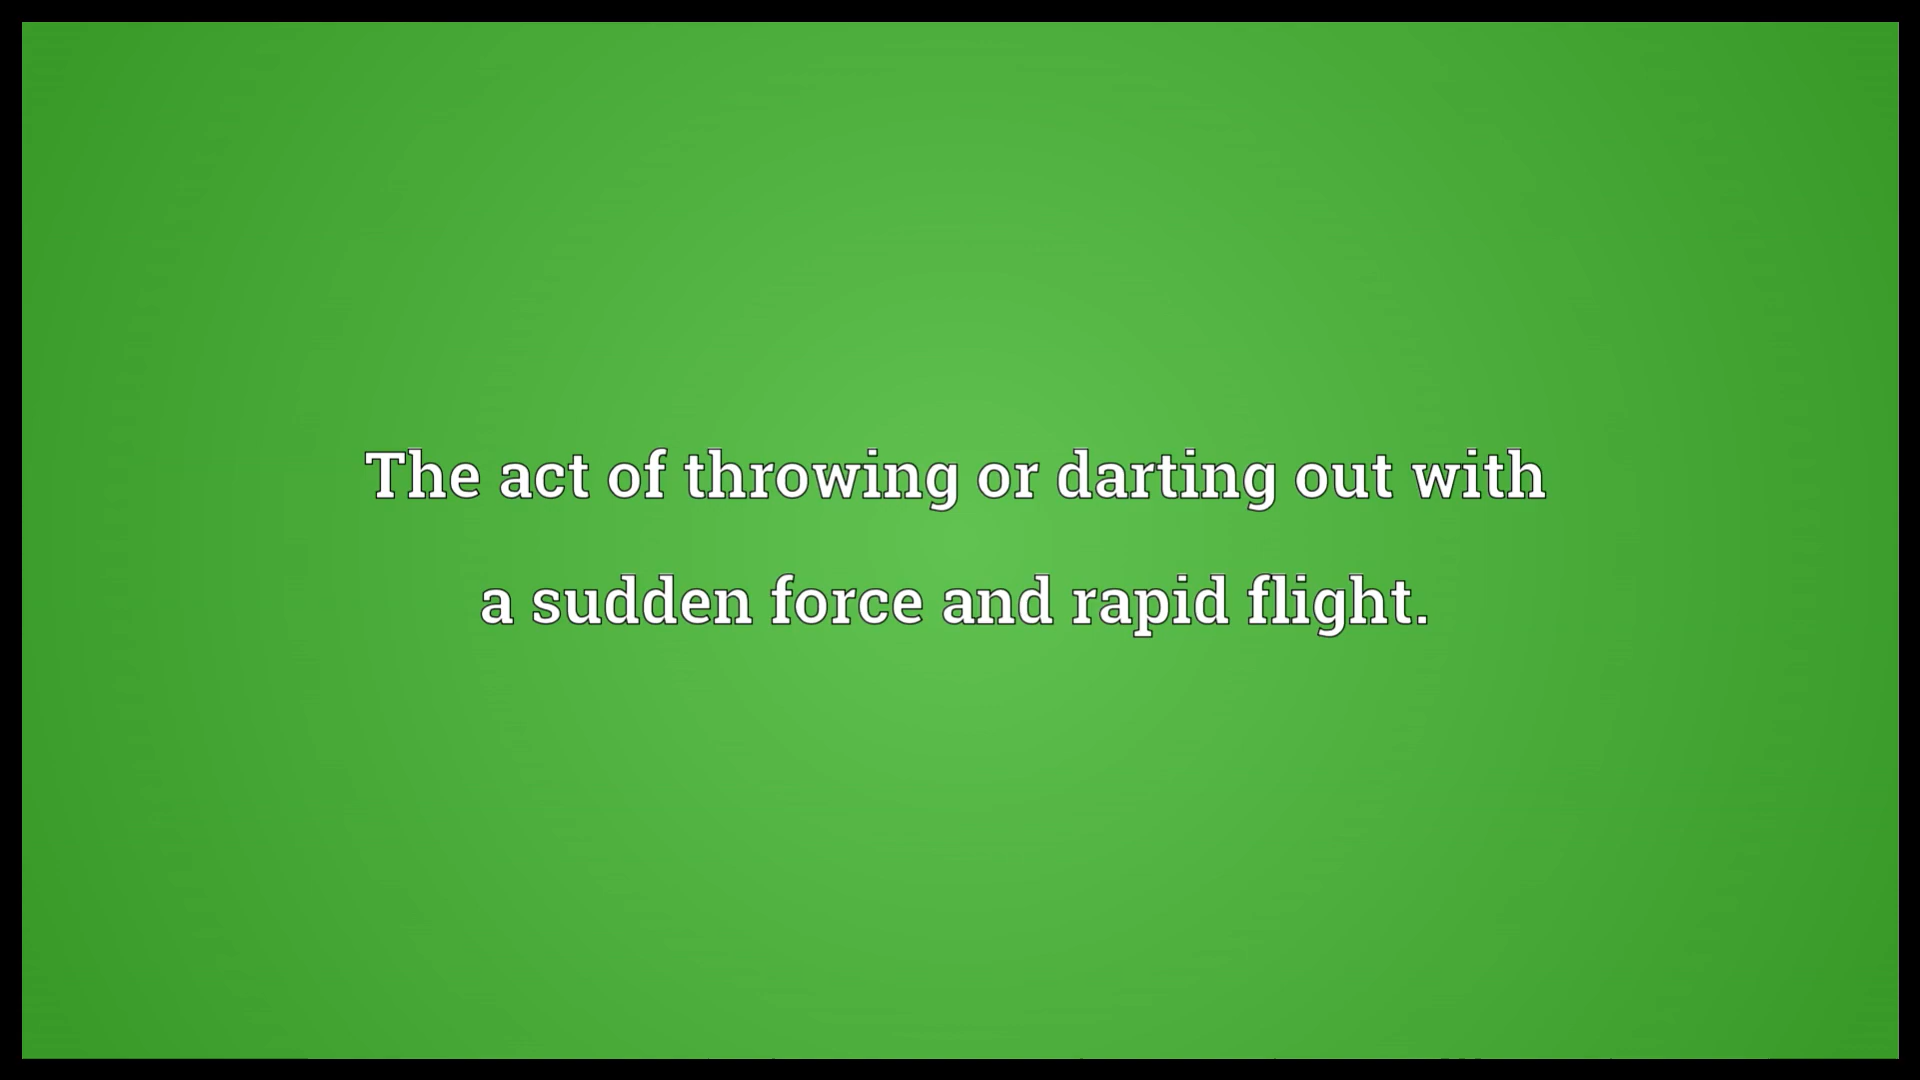 The act of throwing or darting out with
a sudden force and rapid flight.